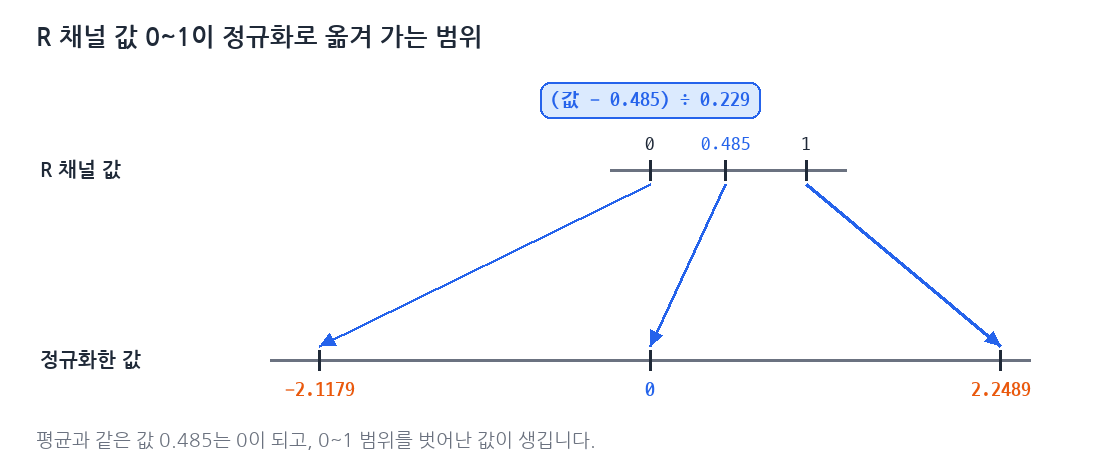 R 채널 값 0~1이 정규화로 옮겨 가는 범위
(값 − 0.485) ÷ 0.229
0 0.485 1
R 채널 값
정규화한 값
−2.1179 0 2.2489
평균과 같은 값 0.485는 0이 되고, 0~1 범위를 벗어난 값이 생깁니다.